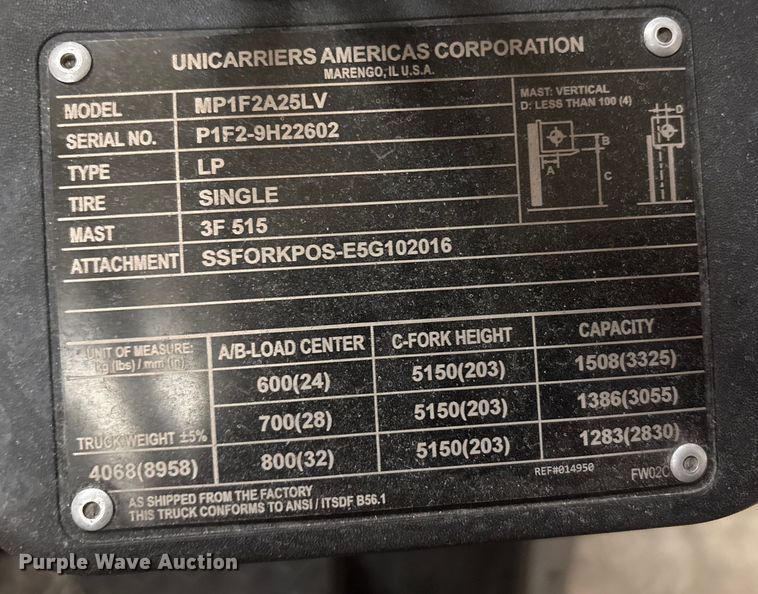 UNICARRIERS AMERICAS CORPORATION
MARENGO, IL U.S.A.
MODEL MP1F2A25LV
SERIAL NO. P1F2-9H22602
TYPE LP
TIRE SINGLE
MAST 3F 515
ATTACHMENT SSFORKPOS-E5G102016
MAST: VERTICAL
D: LESS THAN 100 (4)
D
B
A
C
UNIT OF MEASURE: A/B-LOAD CENTER C-FORK HEIGHT CAPACITY
kg (lbs) / mm (in)
600(24) 5150(203) 1508(3325)
700(28) 5150(203) 1386(3055)
TRUCK WEIGHT ±5%
4068(8958) 800(32) 5150(203) 1283(2830)
REF#014950 FW02C
AS SHIPPED FROM THE FACTORY
THIS TRUCK CONFORMS TO ANSI / ITSDF B56.1
Purple Wave Auction